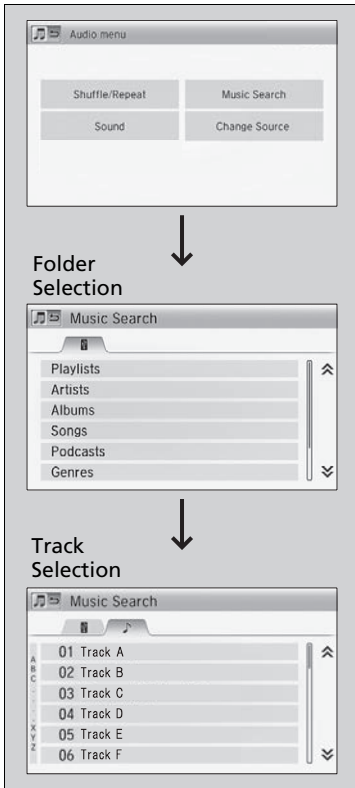 Audio menu
Shuffle/Repeat Music Search
Sound Change Source
Folder
Selection
Music Search
Playlists
Artists
Albums
Songs
Podcasts
Genres
Track
Selection
Music Search
A
B
C
.
.
.
X
Y
Z
01 Track A
02 Track B
03 Track C
04 Track D
05 Track E
06 Track F